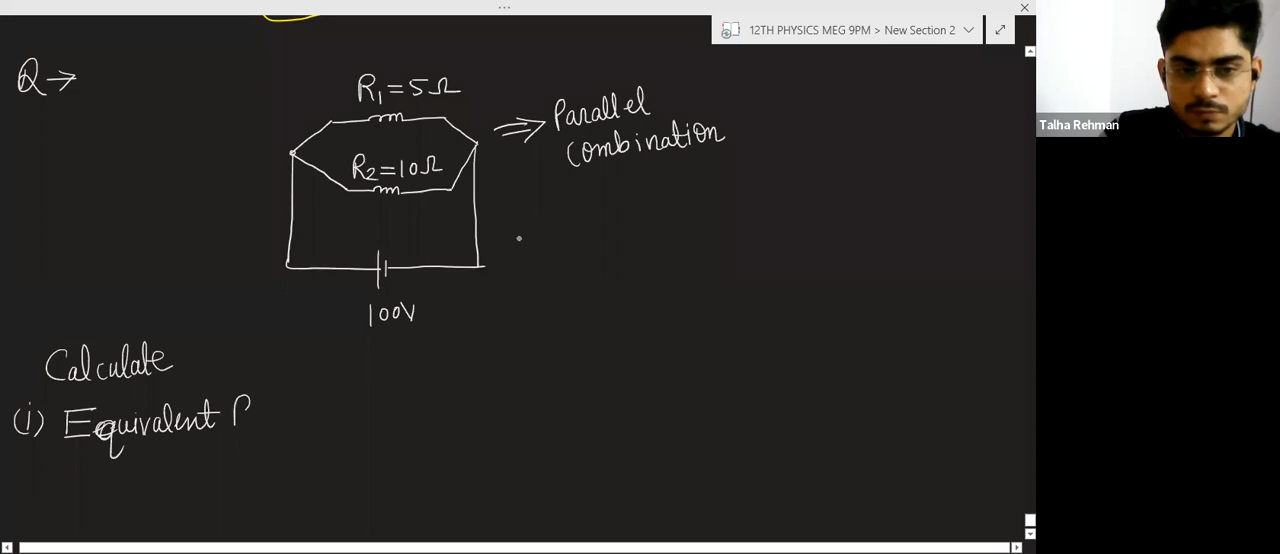 12TH PHYSICS MEG 9PM > New Section 2
Talha Rehman
Q →
R₁ = 5Ω
R₂ = 10Ω
⇒ Parallel
Combination
100V
Calculate
(i) Equivalent